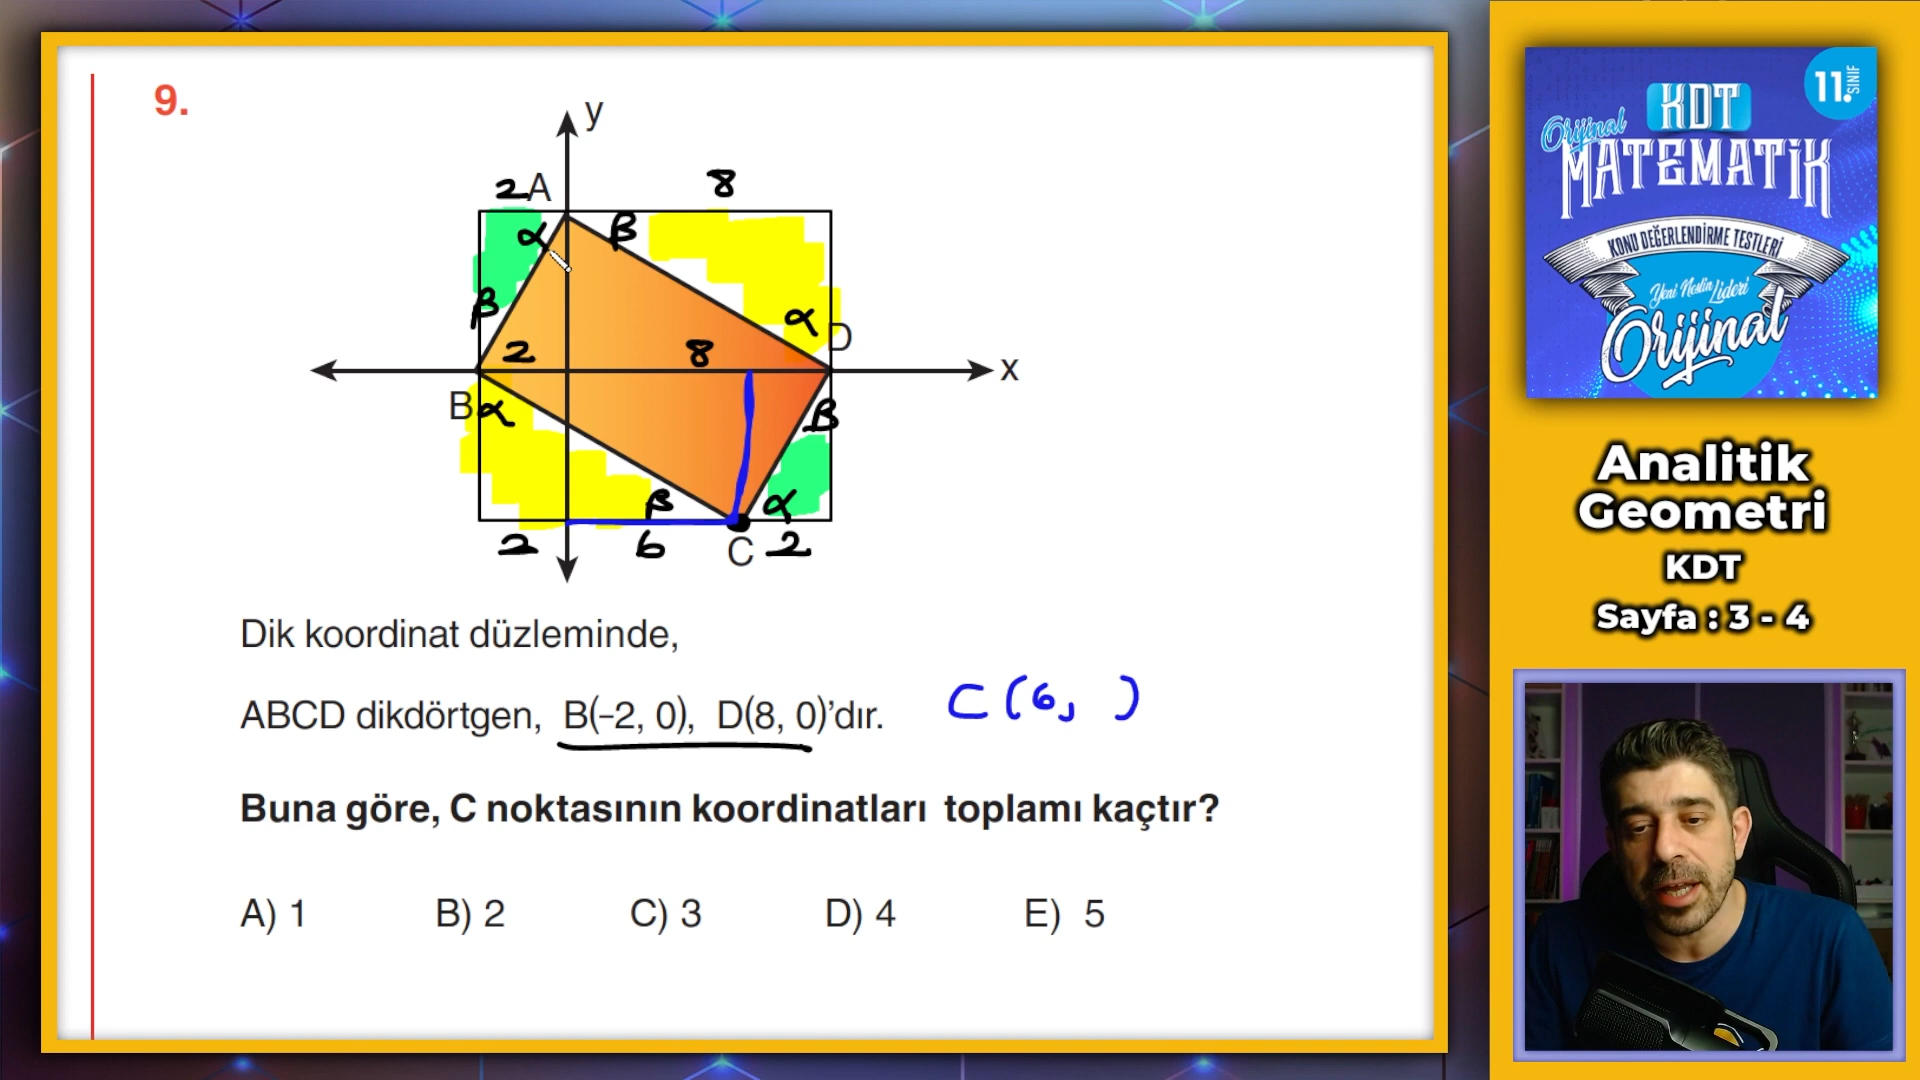 9.
y
2 A 8
α β
β α
2 8 D
x
B α β
β α
2 6 C 2
Dik koordinat düzleminde,
ABCD dikdörtgen, B(–2, 0), D(8, 0)’dır.
C (6, )
Buna göre, C noktasının koordinatları toplamı kaçtır?
A) 1 B) 2 C) 3 D) 4 E) 5
11. SINIF
KDT
Orijinal
MATEMATİK
KONU DEĞERLENDİRME TESTLERİ
Yeni Neslin Lideri
Orijinal
Analitik
Geometri
KDT
Sayfa : 3 - 4